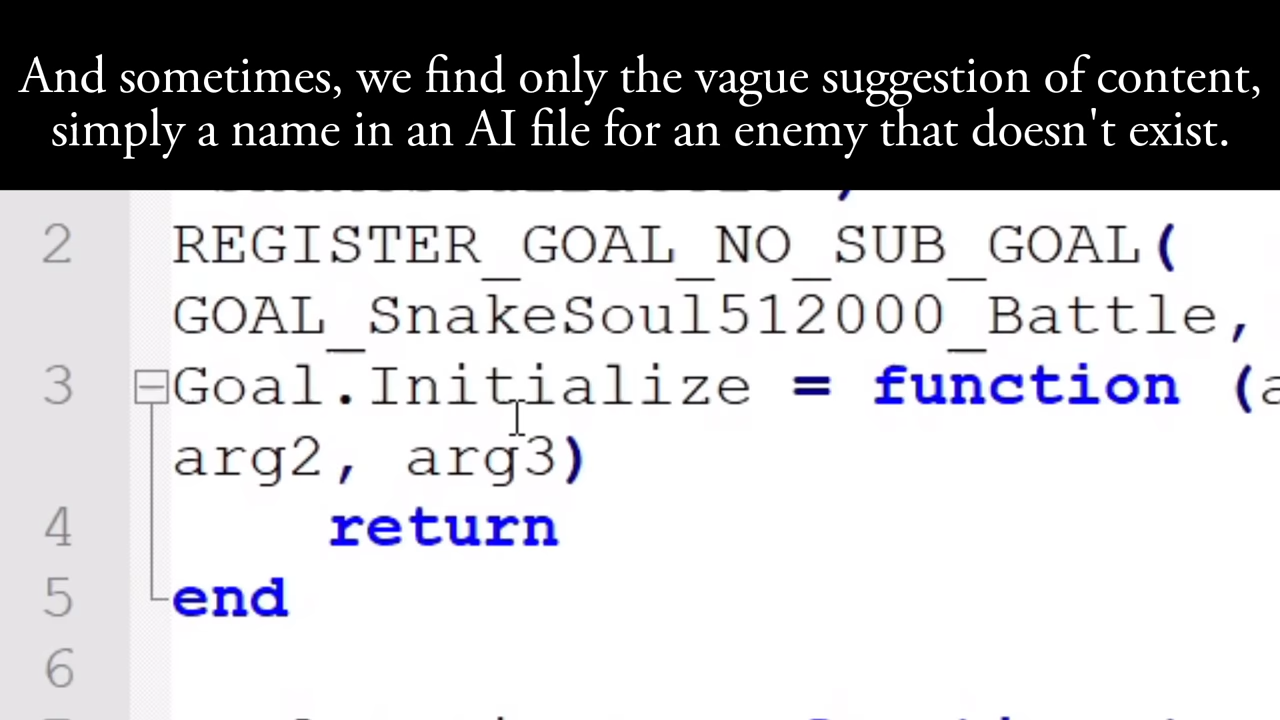 And sometimes, we find only the vague suggestion of content,
simply a name in an AI file for an enemy that doesn't exist.
2 REGISTER_GOAL_NO_SUB_GOAL(
GOAL_SnakeSoul512000_Battle,
3 Goal.Initialize = function (a
arg2, arg3)
4 return
5 end
6